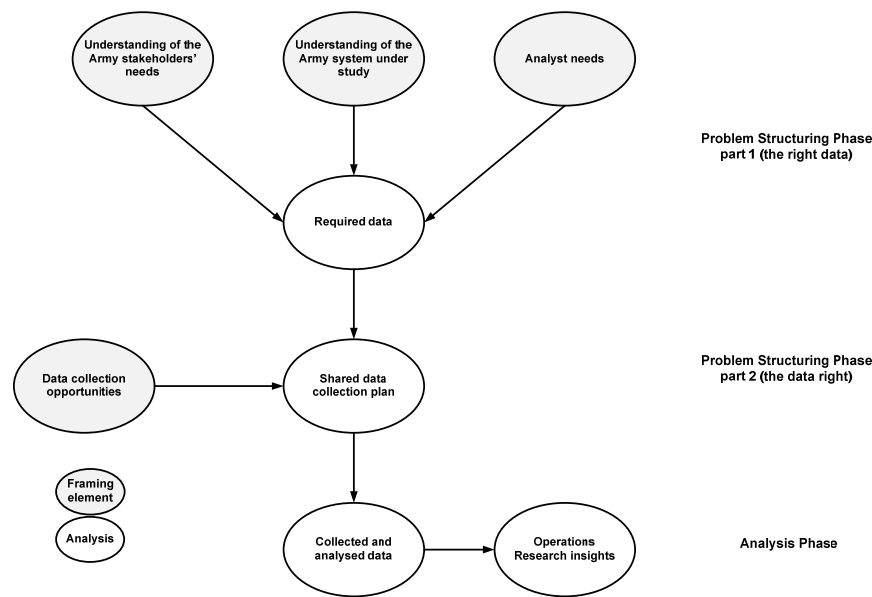 Understanding of the
Army stakeholders'
needs
Understanding of the
Army system under
study
Analyst needs
Problem Structuring Phase
part 1 (the right data)
Required data
Data collection
opportunities
Shared data
collection plan
Problem Structuring Phase
part 2 (the data right)
Framing
element
Analysis
Collected and
analysed data
Operations
Research insights
Analysis Phase